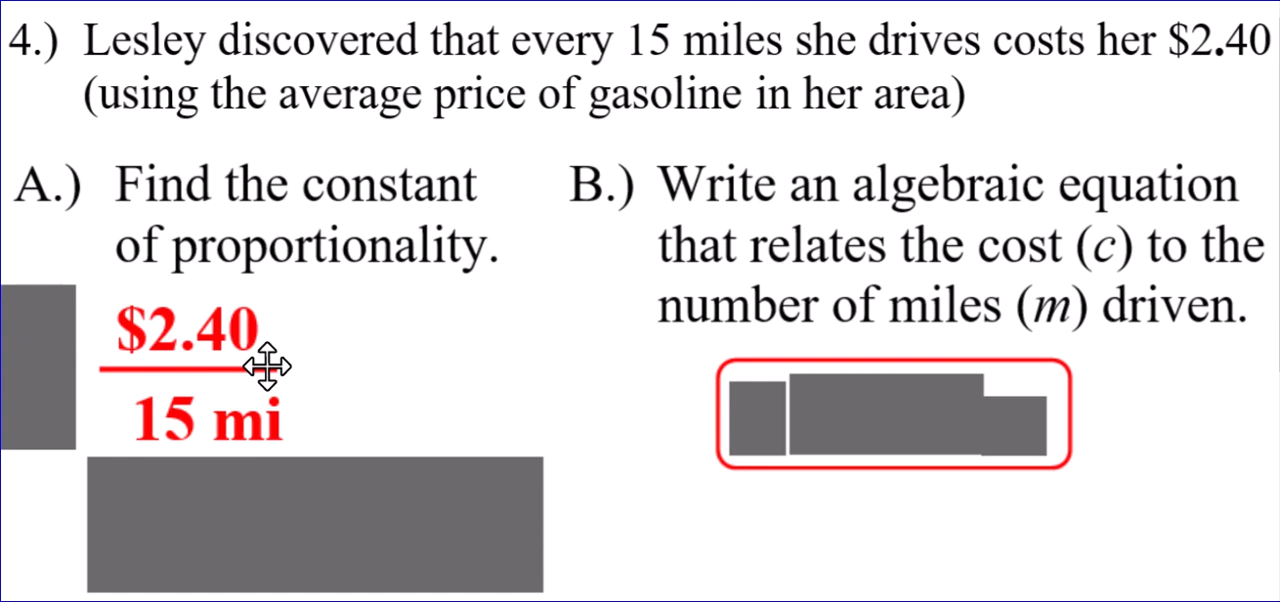 4.) Lesley discovered that every 15 miles she drives costs her $2.40
(using the average price of gasoline in her area)
A.) Find the constant
of proportionality.
$2.40
15 mi
B.) Write an algebraic equation
that relates the cost (c) to the
number of miles (m) driven.